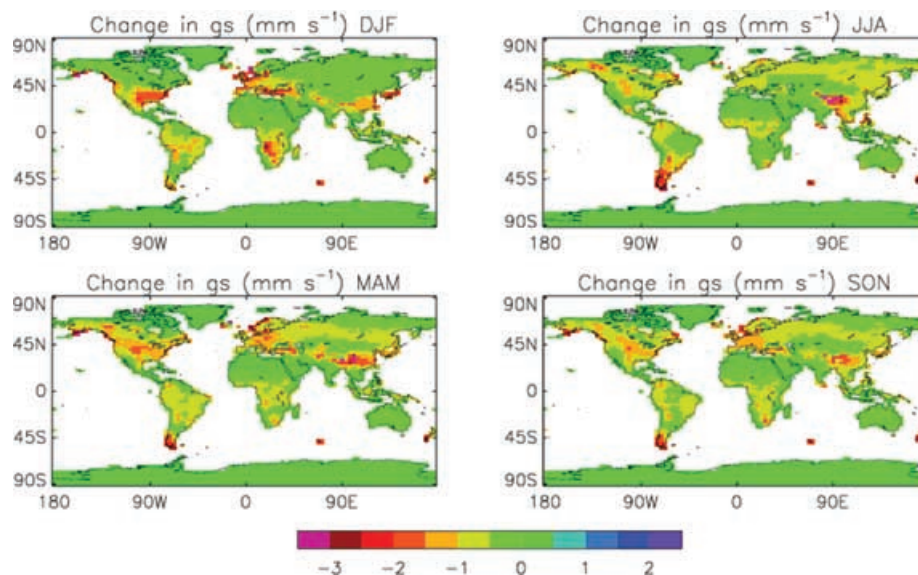 Change in gs (mm s⁻¹) DJF
90N
45N
0
45S
90S
180 90W 0 90E
Change in gs (mm s⁻¹) JJA
90N
45N
0
45S
90S
180 90W 0 90E
Change in gs (mm s⁻¹) MAM
90N
45N
0
45S
90S
180 90W 0 90E
Change in gs (mm s⁻¹) SON
90N
45N
0
45S
90S
180 90W 0 90E
-3 -2 -1 0 1 2